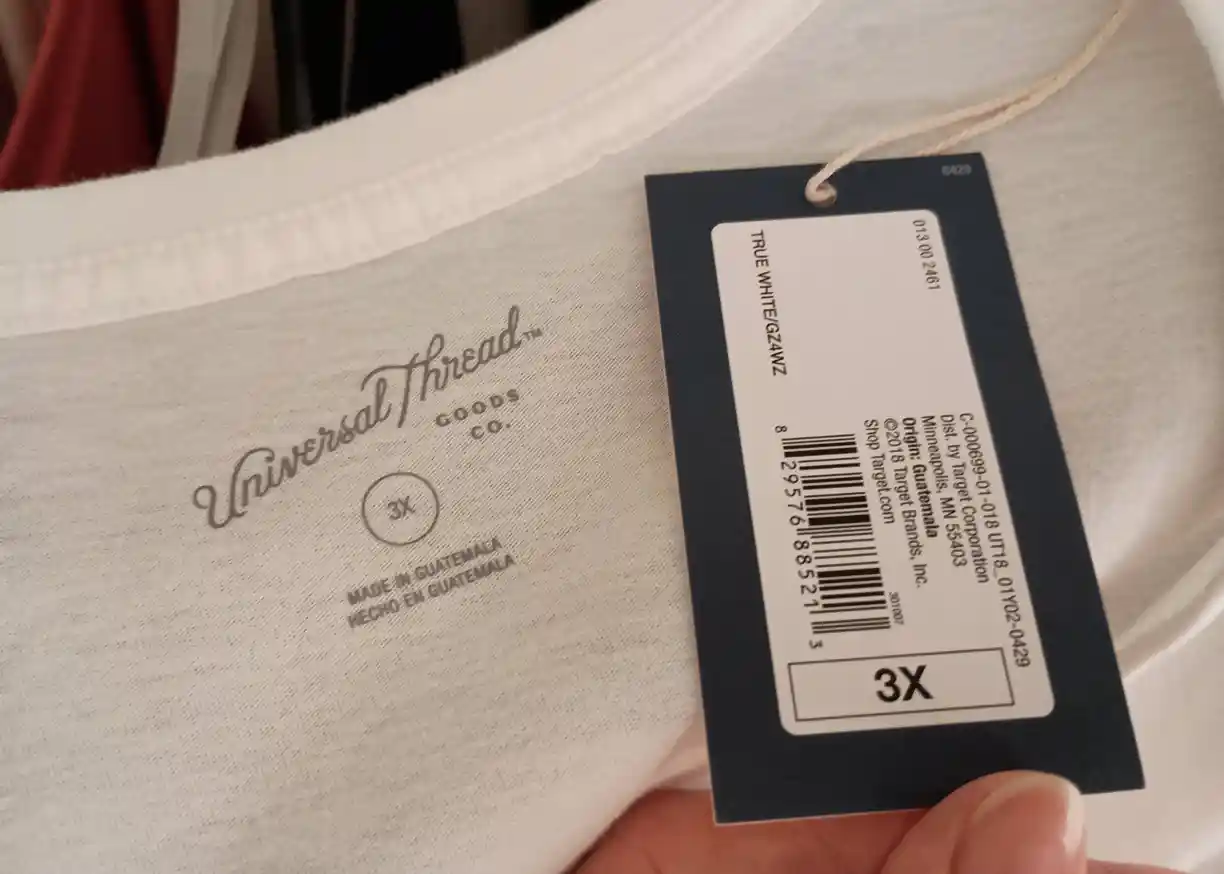 Universal Thread™
GOODS
CO.
3X
MADE IN GUATEMALA
HECHO EN GUATEMALA
0429
013 00 2461
TRUE WHITE/GZ4WZ
C-000699-01-018 UT18_01Y02-0429
Dist. by Target Corporation
Minneapolis, MN 55403
Origin: Guatemala
©2018 Target Brands, Inc.
Shop Target.com
301007
8 29576 88521 3
3X